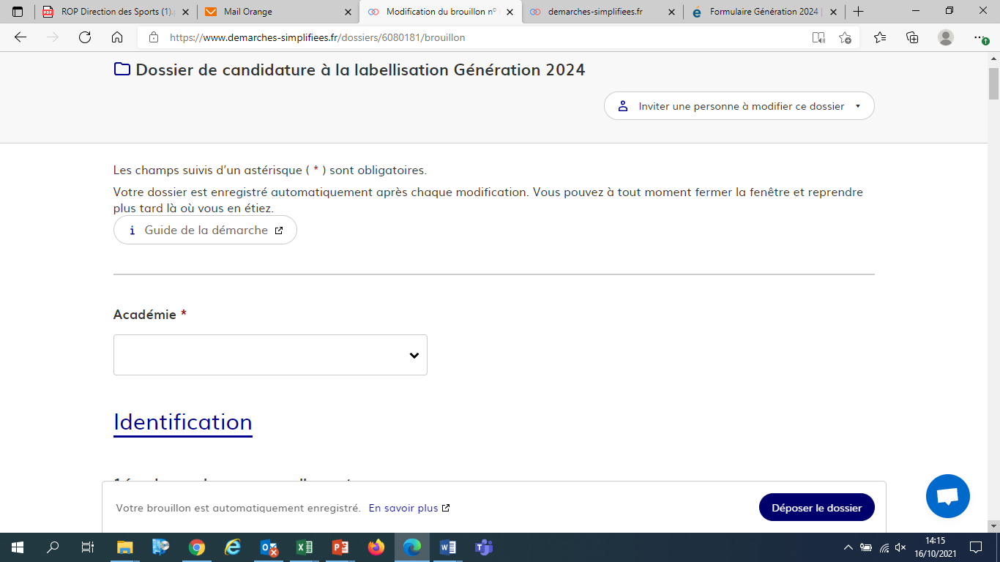 ROP Direction des Sports (1).p
Mail Orange
Modification du brouillon n°
demarches-simplifiees.fr
Formulaire Génération 2024 |
https://www.demarches-simplifiees.fr/dossiers/6080181/brouillon
Dossier de candidature à la labellisation Génération 2024
Inviter une personne à modifier ce dossier
Les champs suivis d’un astérisque ( * ) sont obligatoires.
Votre dossier est enregistré automatiquement après chaque modification. Vous pouvez à tout moment fermer la fenêtre et reprendre
plus tard là où vous en étiez.
Guide de la démarche
Académie *
Identification
Votre brouillon est automatiquement enregistré. En savoir plus
Déposer le dossier
14:15
16/10/2021